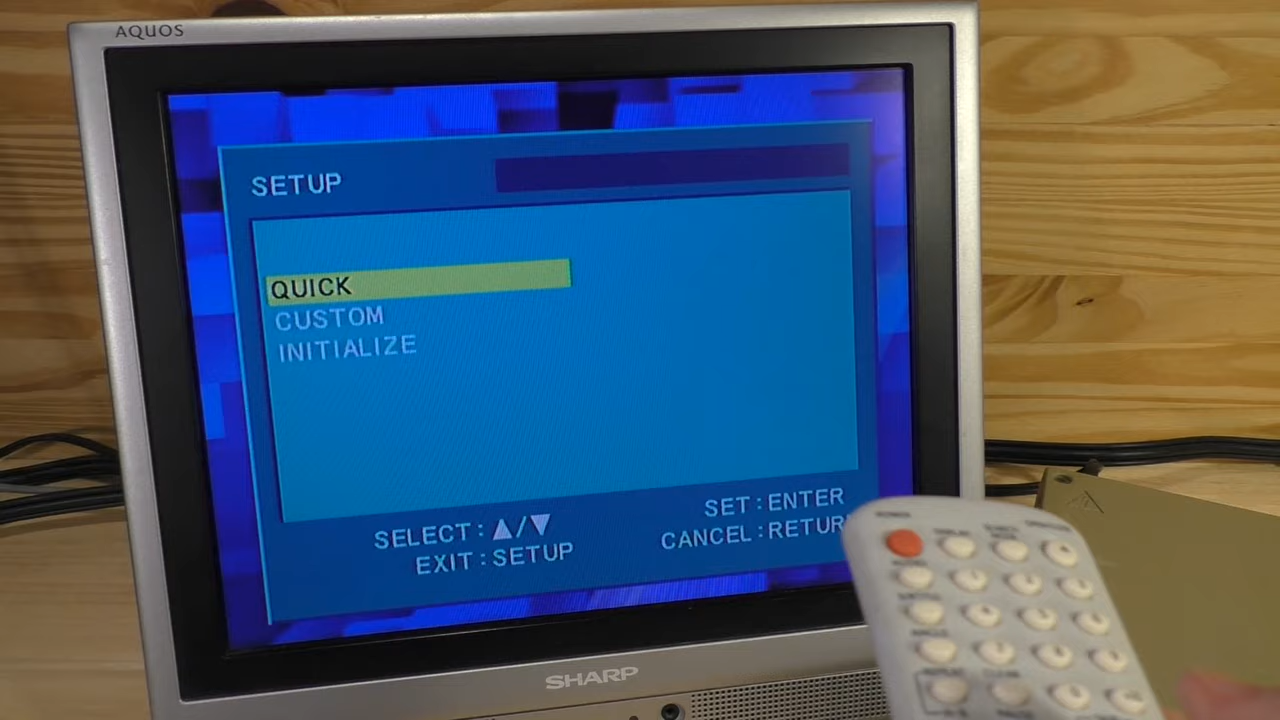 AQUOS
SETUP
QUICK
CUSTOM
INITIALIZE
SELECT:▲/▼
SET:ENTER
EXIT:SETUP
CANCEL:RETUR
SHARP